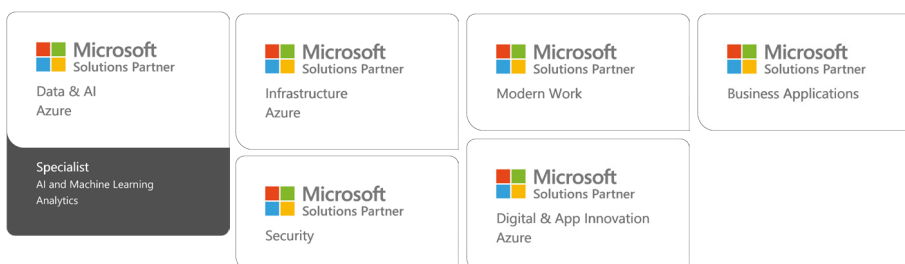 Microsoft
Solutions Partner
Data & AI
Azure
Specialist
AI and Machine Learning
Analytics
Microsoft
Solutions Partner
Infrastructure
Azure
Microsoft
Solutions Partner
Security
Microsoft
Solutions Partner
Modern Work
Microsoft
Solutions Partner
Digital & App Innovation
Azure
Microsoft
Solutions Partner
Business Applications